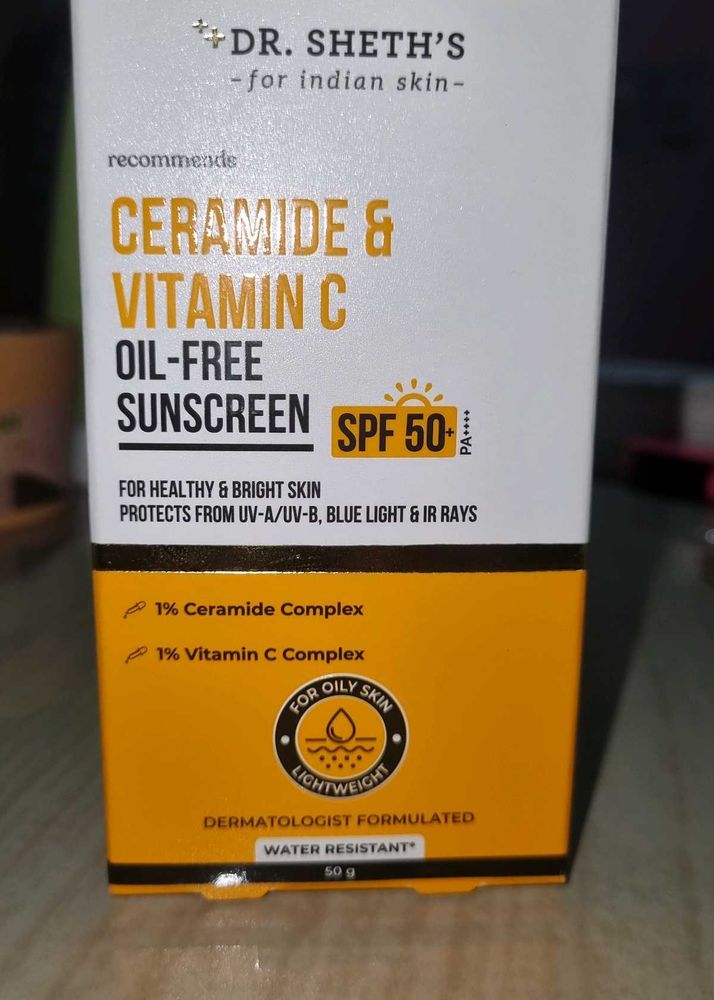 DR. SHETH'S
-for indian skin-
recommends
CERAMIDE &
VITAMIN C
OIL-FREE
SUNSCREEN
SPF 50+
PA++++
FOR HEALTHY & BRIGHT SKIN
PROTECTS FROM UV-A/UV-B, BLUE LIGHT & IR RAYS
1% Ceramide Complex
1% Vitamin C Complex
FOR OILY SKIN
LIGHTWEIGHT
DERMATOLOGIST FORMULATED
WATER RESISTANT*
50 g